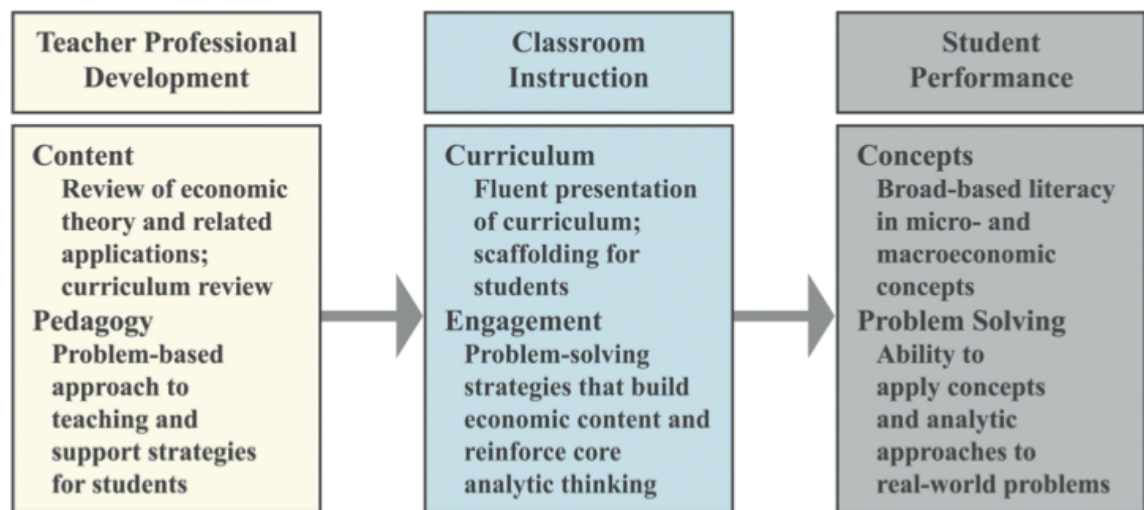 Teacher Professional
Development
Content
Review of economic
theory and related
applications;
curriculum review
Pedagogy
Problem-based
approach to
teaching and
support strategies
for students
Classroom
Instruction
Curriculum
Fluent presentation
of curriculum;
scaffolding for
students
Engagement
Problem-solving
strategies that build
economic content and
reinforce core
analytic thinking
Student
Performance
Concepts
Broad-based literacy
in micro- and
macroeconomic
concepts
Problem Solving
Ability to
apply concepts
and analytic
approaches to
real-world problems